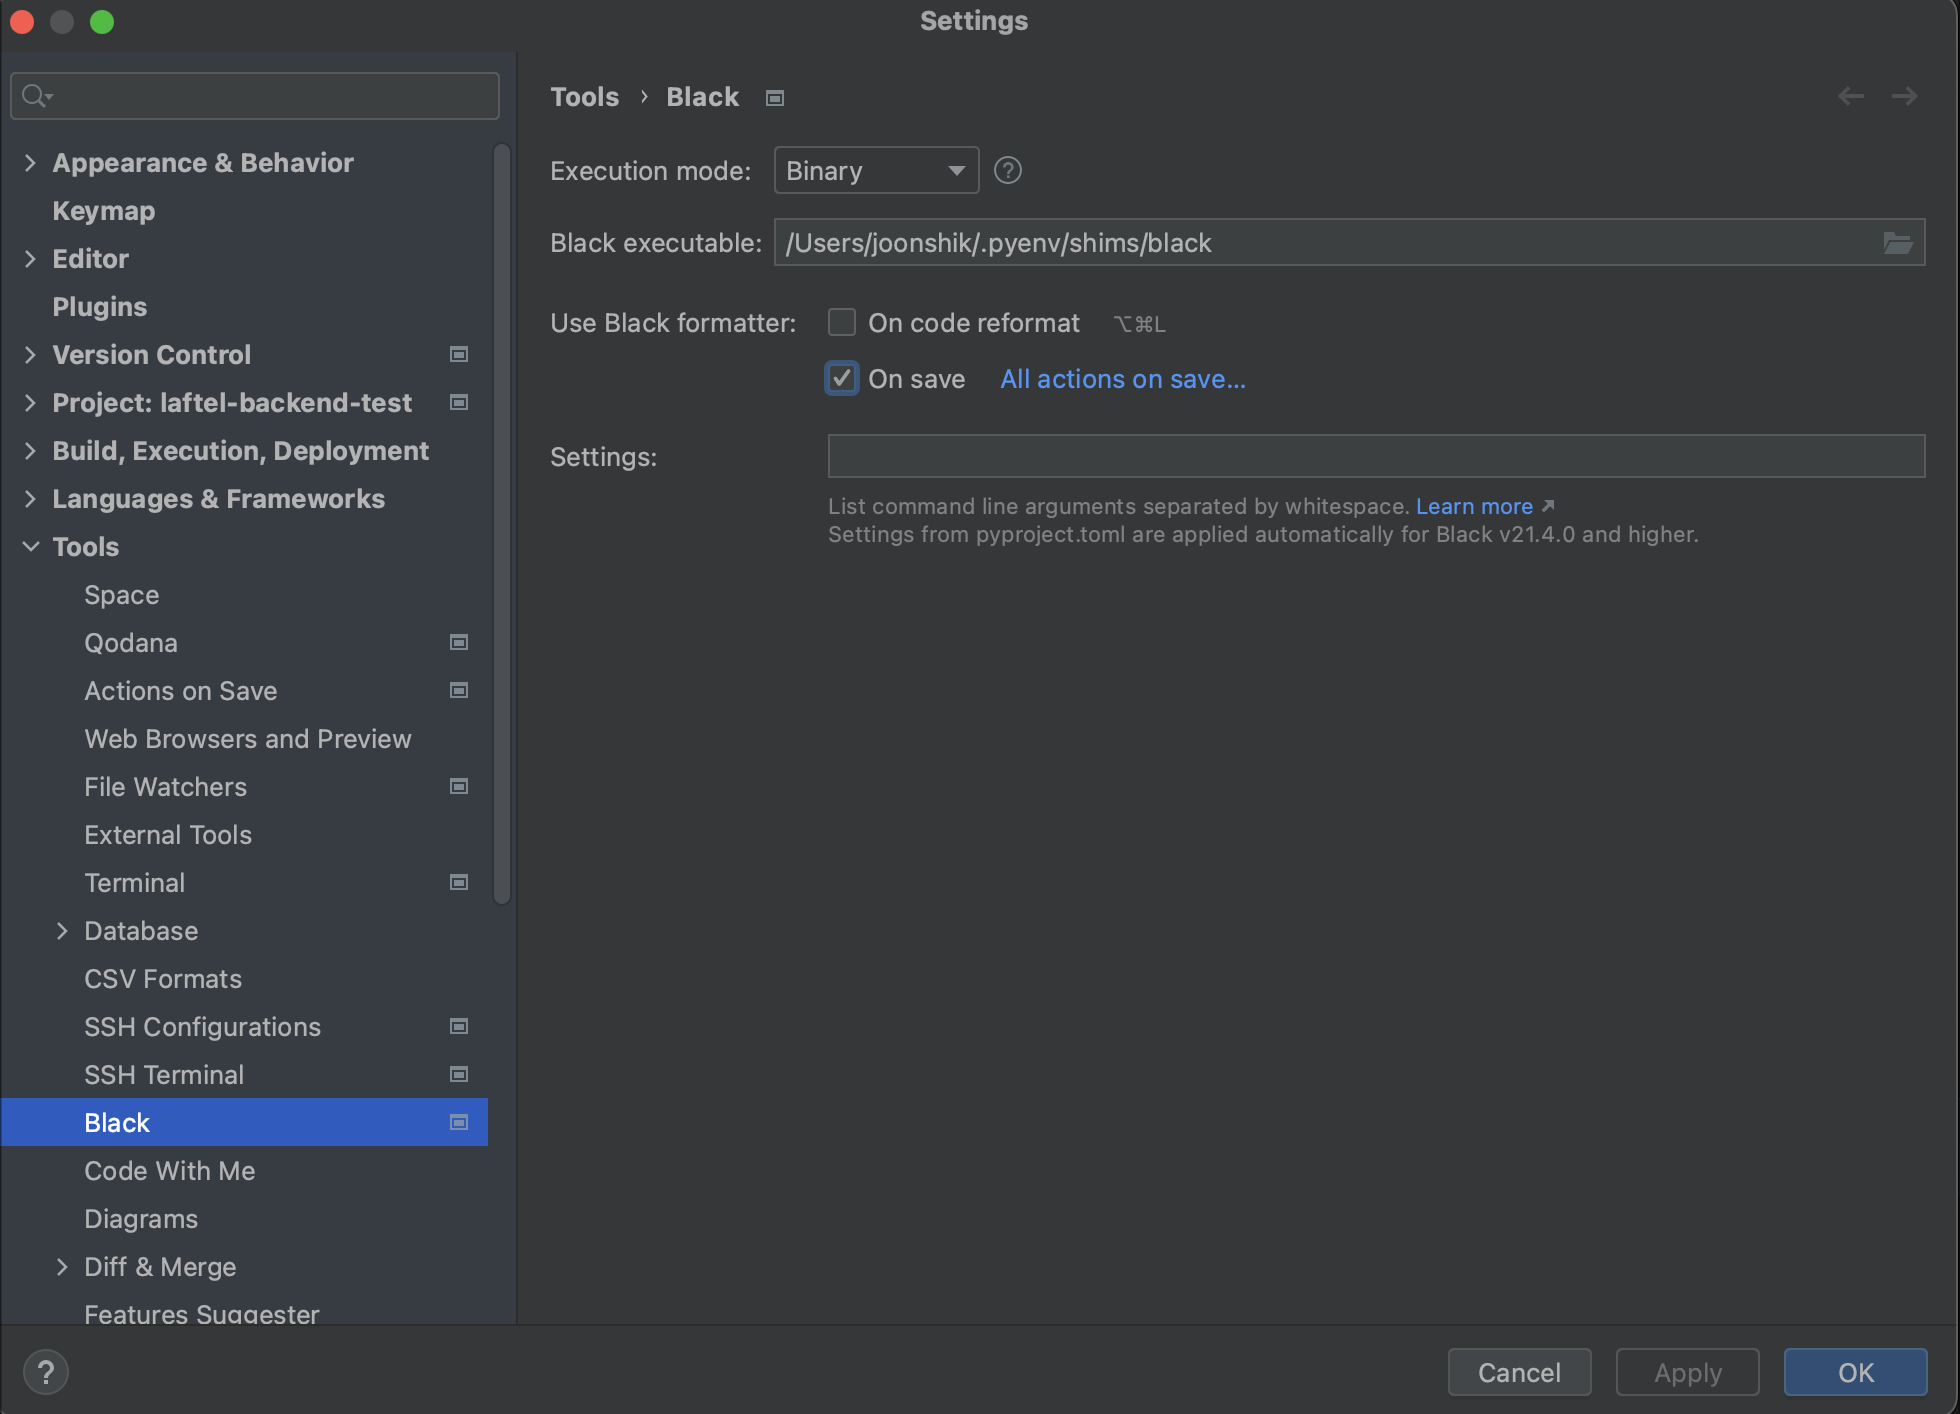 Settings
Appearance & Behavior
Keymap
Editor
Plugins
Version Control
Project: laftel-backend-test
Build, Execution, Deployment
Languages & Frameworks
Tools
Space
Qodana
Actions on Save
Web Browsers and Preview
File Watchers
External Tools
Terminal
Database
CSV Formats
SSH Configurations
SSH Terminal
Black
Code With Me
Diagrams
Diff & Merge
Features Suggester
Tools › Black
Execution mode: Binary ?
Black executable: /Users/joonshik/.pyenv/shims/black
Use Black formatter: On code reformat ⌥⌘L
On save All actions on save...
Settings:
List command line arguments separated by whitespace. Learn more ↗
Settings from pyproject.toml are applied automatically for Black v21.4.0 and higher.
? Cancel Apply OK